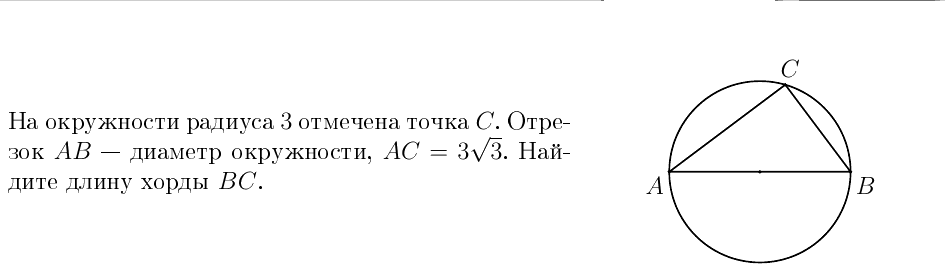 C
На окружности радиуса 3 отмечена точка C. Отре-
зок AB — диаметр окружности, AC = 3√3. Най-
дите длину хорды BC.
A B